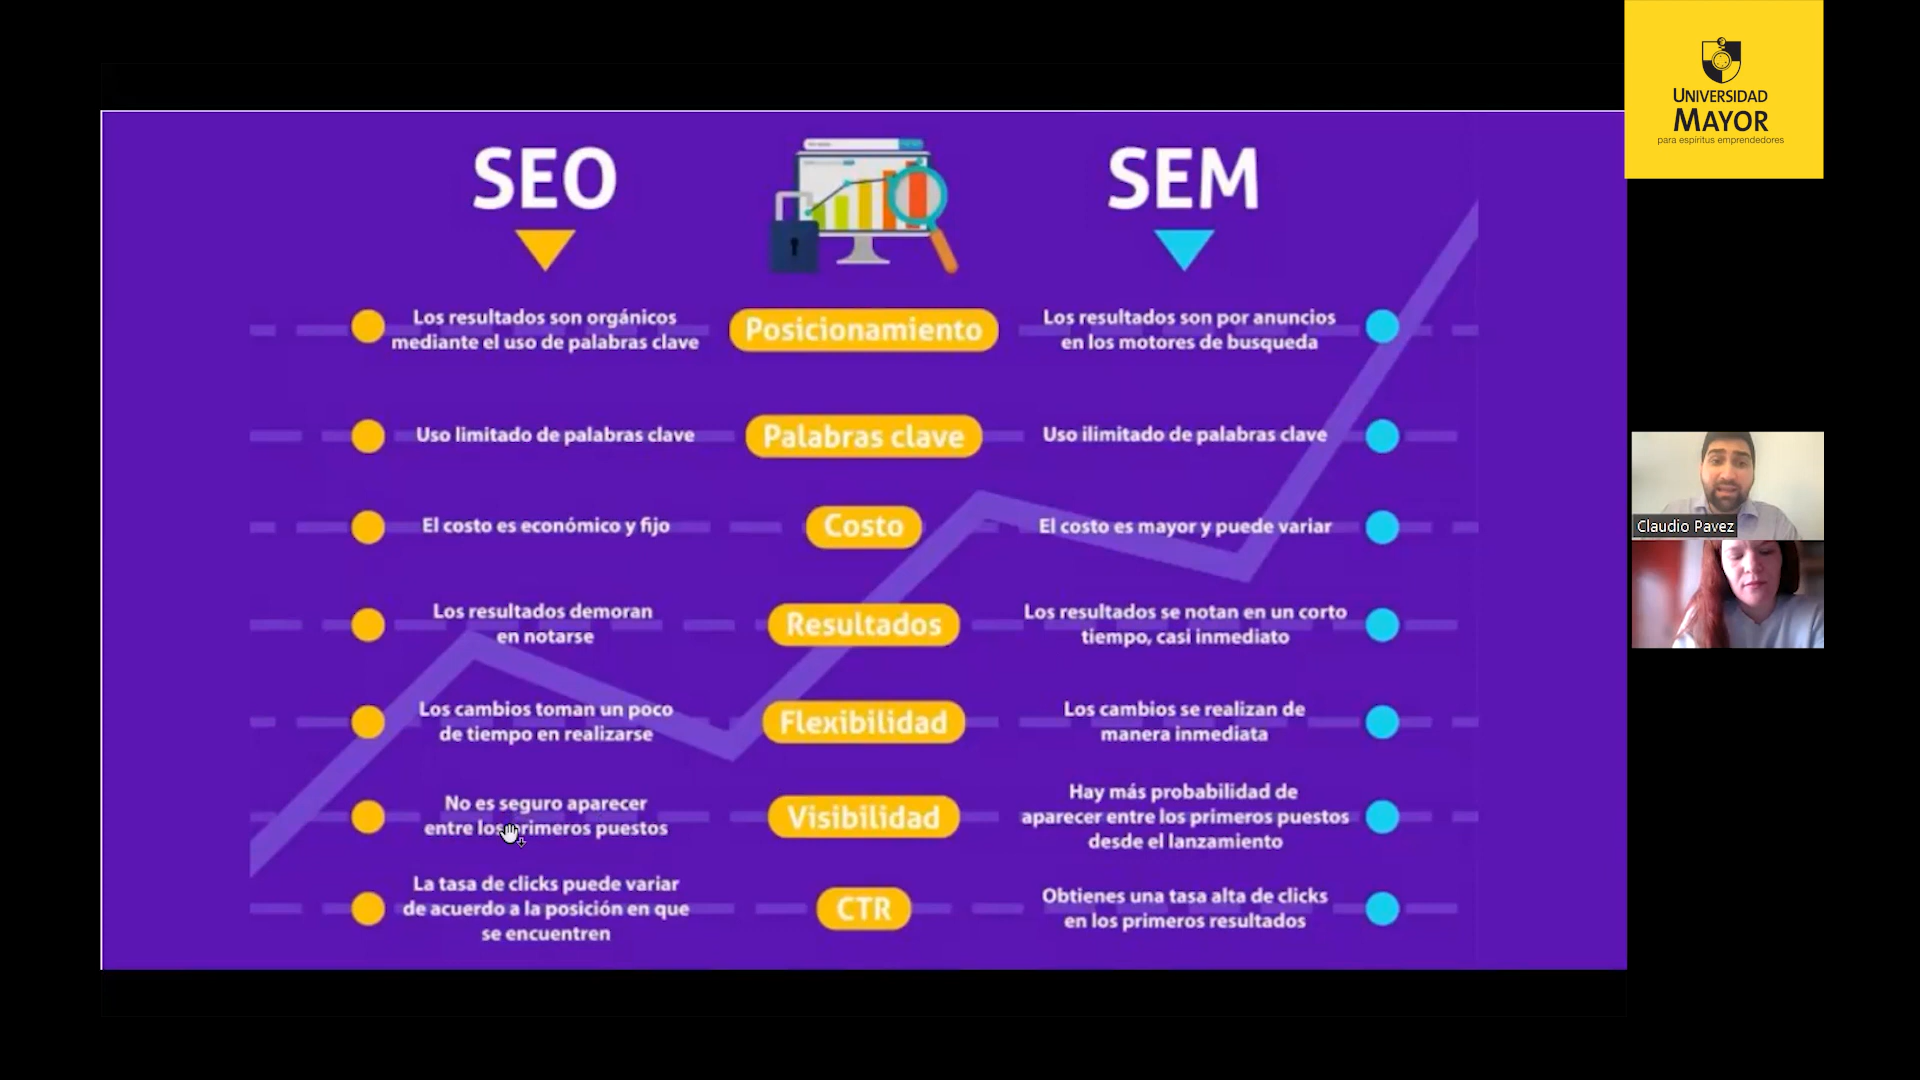 SEO
SEM
Los resultados son orgánicos
mediante el uso de palabras clave
Posicionamiento
Los resultados son por anuncios
en los motores de busqueda
Uso limitado de palabras clave
Palabras clave
Uso ilimitado de palabras clave
El costo es económico y fijo
Costo
El costo es mayor y puede variar
Los resultados demoran
en notarse
Resultados
Los resultados se notan en un corto
tiempo, casi inmediato
Los cambios toman un poco
de tiempo en realizarse
Flexibilidad
Los cambios se realizan de
manera inmediata
No es seguro aparecer
entre los primeros puestos
Visibilidad
Hay más probabilidad de
aparecer entre los primeros puestos
desde el lanzamiento
La tasa de clicks puede variar
de acuerdo a la posición en que
se encuentren
CTR
Obtienes una tasa alta de clicks
en los primeros resultados
UNIVERSIDAD
MAYOR
para espíritus emprendedores
Claudio Pavez